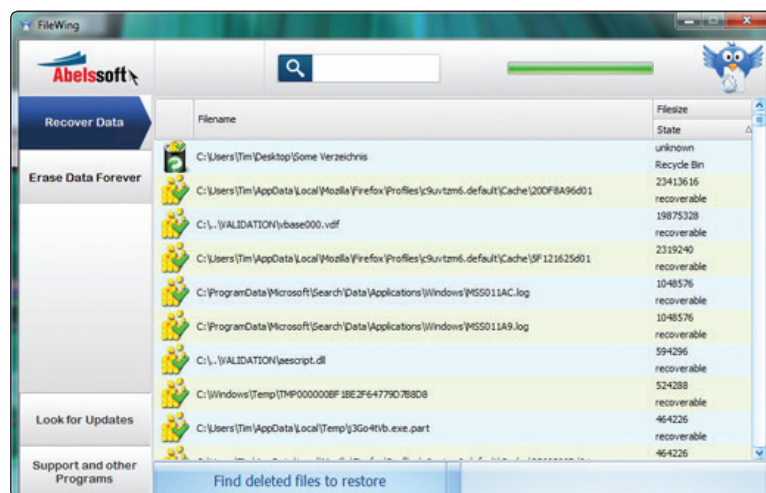 FileWing
Abelssoft
Recover Data
Erase Data Forever
Look for Updates
Support and other
Programs
Filename
Filesize
State
C:\Users\Tim\Desktop\Some Verzeichnis
unknown
Recycle Bin
C:\Users\Tim\AppData\Local\Mozilla\Firefox\Profiles\c9uvtzm6.default\Cache\20DF8A96d01
23413616
recoverable
C:\..\VALIDATION\vbase000.vdf
19875328
recoverable
C:\Users\Tim\AppData\Local\Mozilla\Firefox\Profiles\c9uvtzm6.default\Cache\5F121625d01
2319240
recoverable
C:\ProgramData\Microsoft\Search\Data\Applications\Windows\MSS011AC.log
1048576
recoverable
C:\ProgramData\Microsoft\Search\Data\Applications\Windows\MSS011A9.log
1048576
recoverable
C:\..\VALIDATION\aescript.dll
594296
recoverable
C:\Windows\Temp\TMP000000BF1BE2F64779D7B8D8
524288
recoverable
C:\Users\Tim\AppData\Local\Temp\j3Go4tVb.exe.part
464226
recoverable
464226
Find deleted files to restore